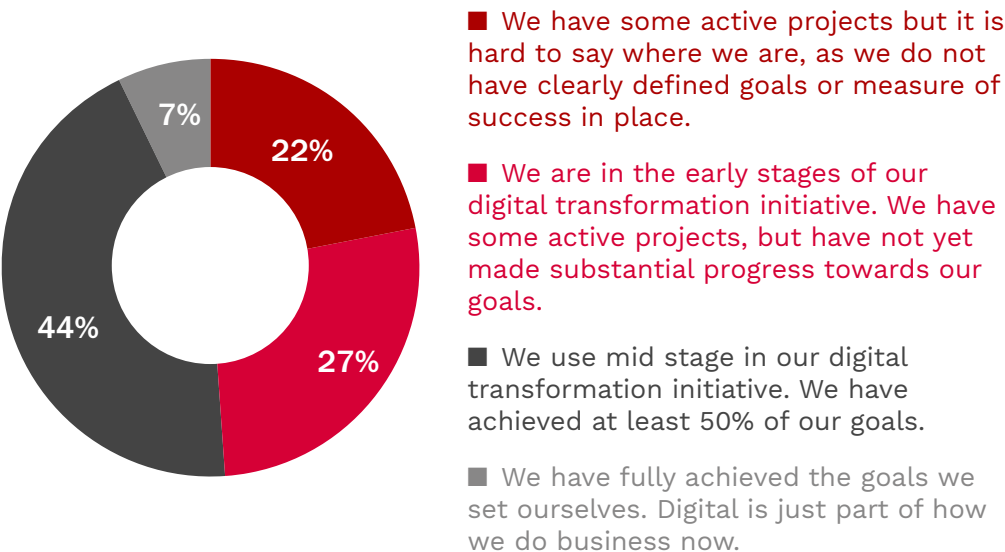 7%
22%
44%
27%
We have some active projects but it is
hard to say where we are, as we do not
have clearly defined goals or measure of
success in place.
We are in the early stages of our
digital transformation initiative. We have
some active projects, but have not yet
made substantial progress towards our
goals.
We use mid stage in our digital
transformation initiative. We have
achieved at least 50% of our goals.
We have fully achieved the goals we
set ourselves. Digital is just part of how
we do business now.